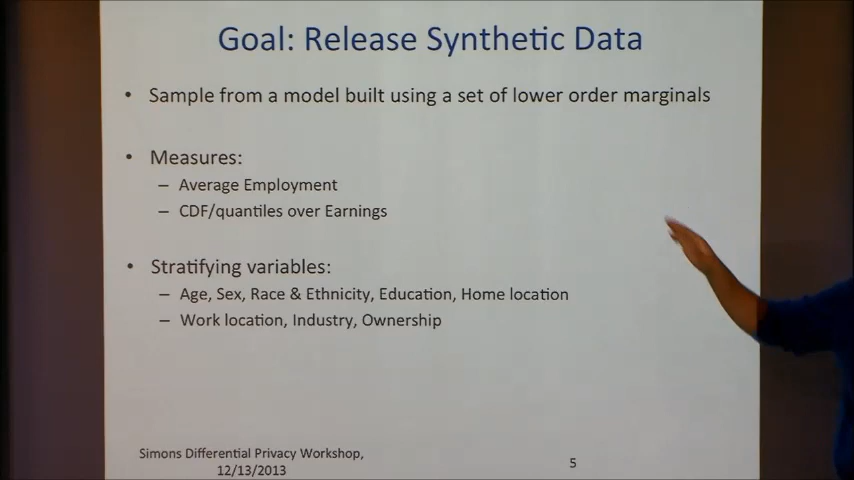 Goal: Release Synthetic Data
• Sample from a model built using a set of lower order marginals
• Measures:
– Average Employment
– CDF/quantiles over Earnings
• Stratifying variables:
– Age, Sex, Race & Ethnicity, Education, Home location
– Work location, Industry, Ownership
Simons Differential Privacy Workshop,
12/13/2013
5